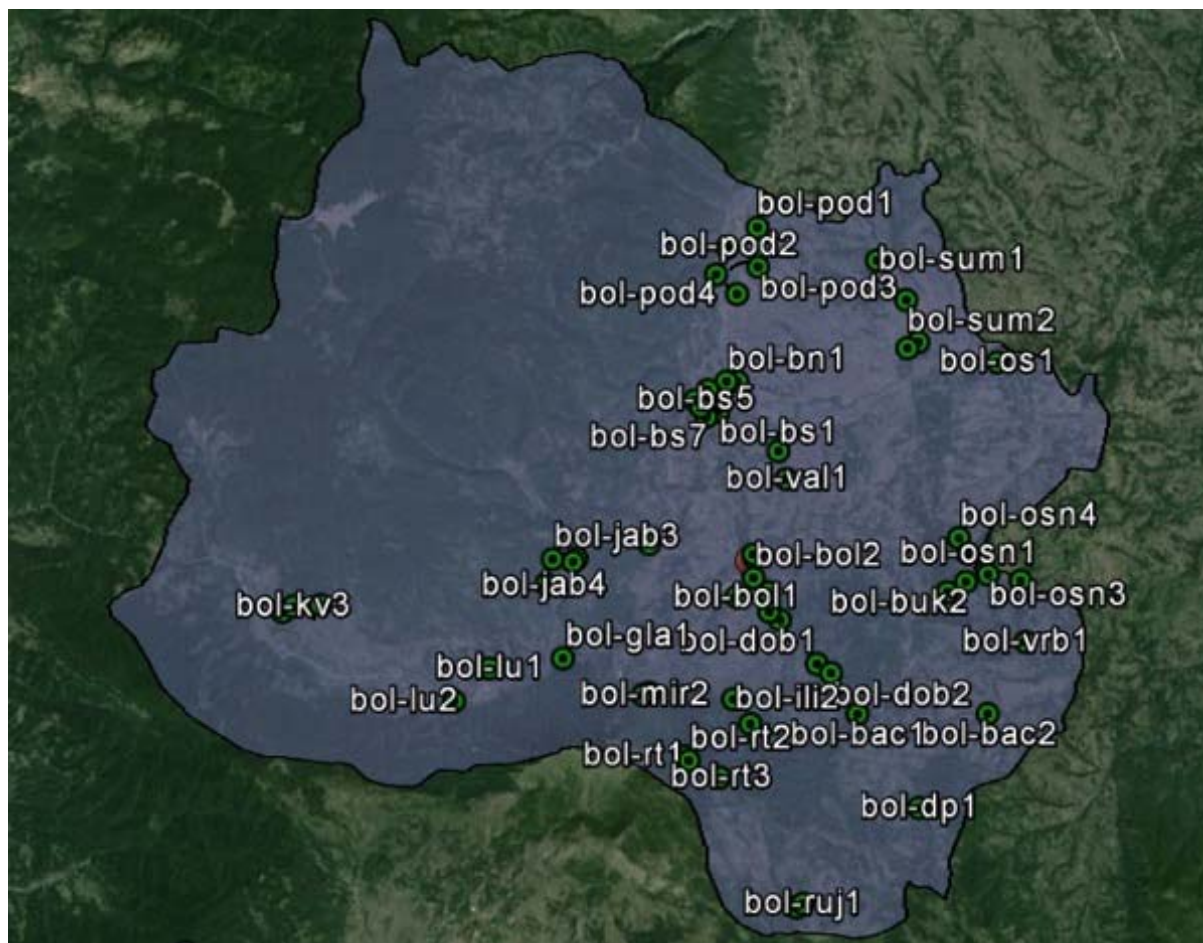 bol-pod1
bol-pod2
bol-sum1
bol-pod3
bol-pod4
bol-sum2
bol-bn1
bol-os1
bol-bs5
bol-bs7
bol-bs1
bol-val1
bol-osn4
bol-jab3
bol-bol2
bol-osn1
bol-jab4
bol-bol1
bol-buk2
bol-osn3
bol-kv3
bol-gla1
bol-dob1
bol-vrb1
bol-lu1
bol-lu2
bol-mir2
bol-ili2
bol-dob2
bol-rt2
bol-bac1
bol-bac2
bol-rt1
bol-rt3
bol-dp1
bol-ruj1